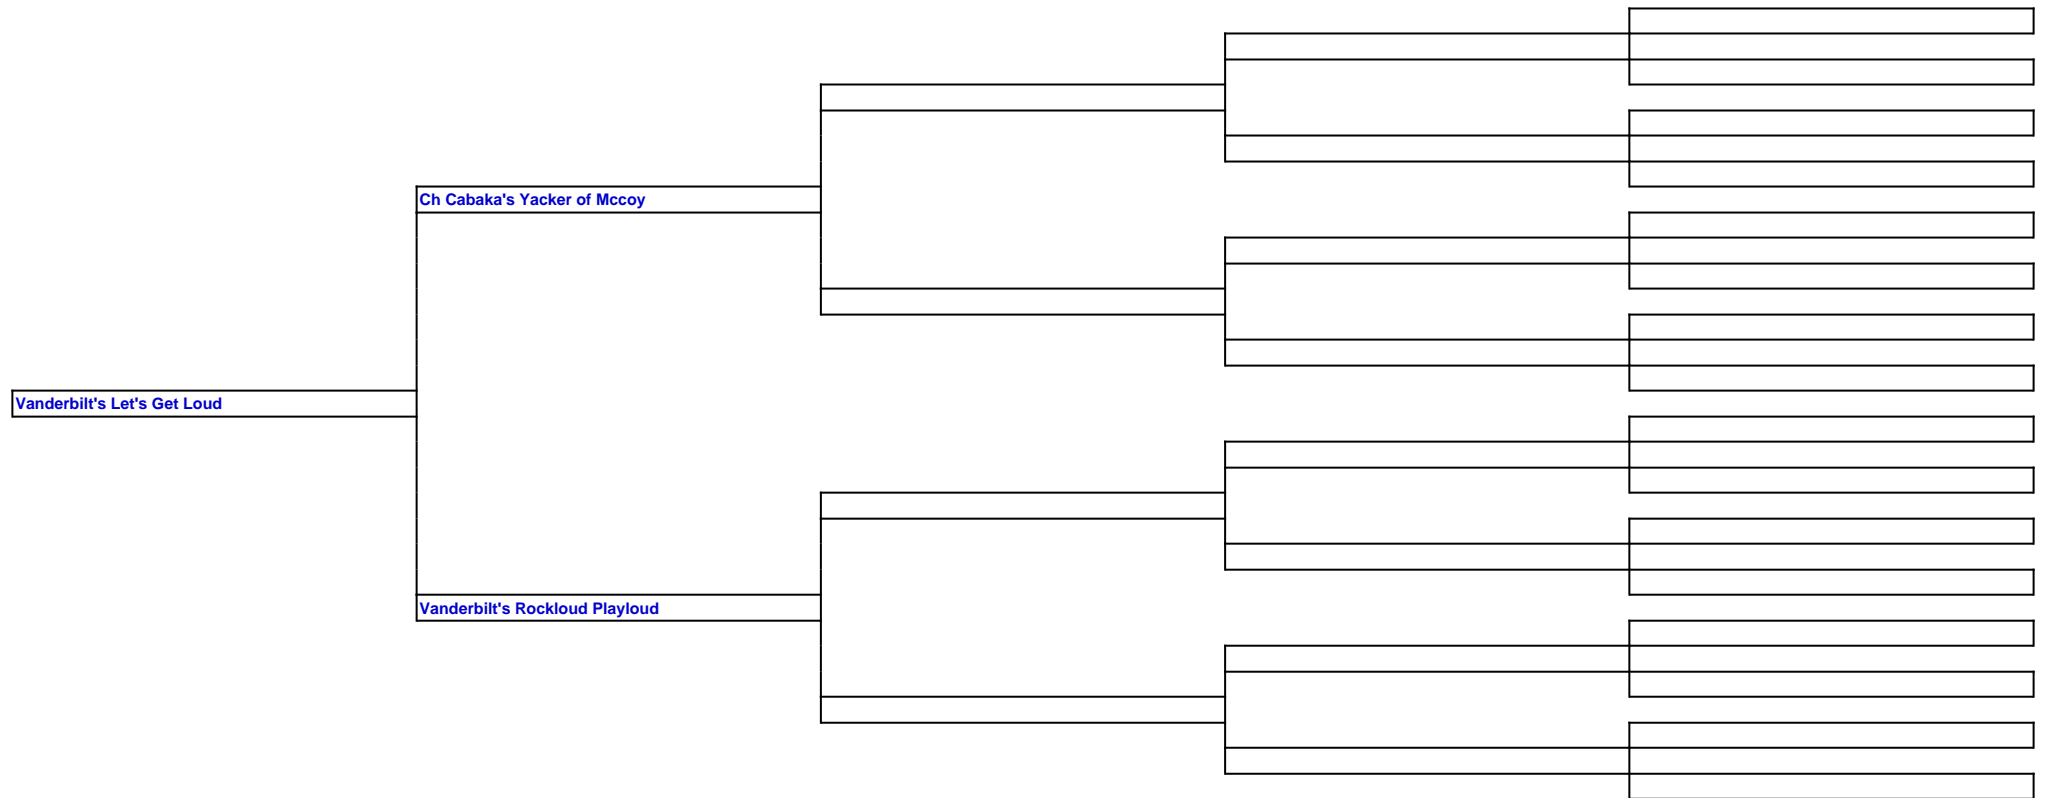 Ch Cabaka's Yacker of Mccoy
Vanderbilt's Let's Get Loud
Vanderbilt's Rockloud Playloud